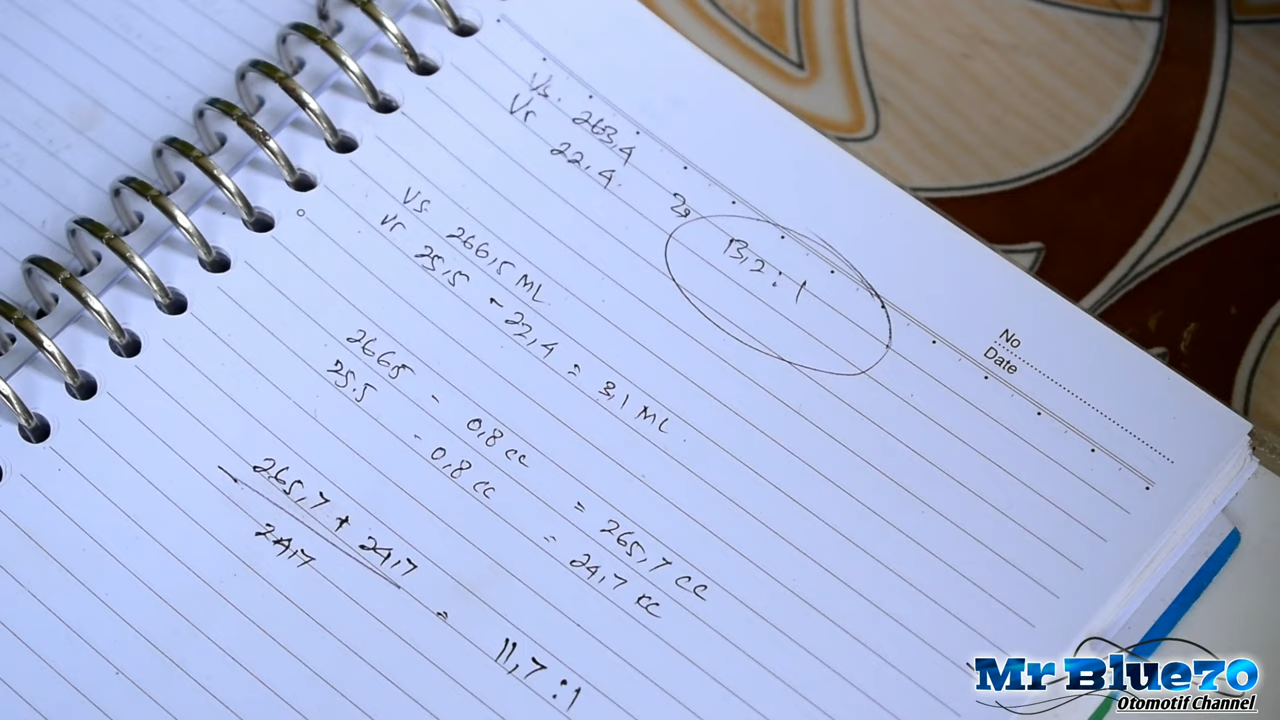 Vs. 263.4
Vr 22.4.
13,2 : 1
Vs 266,5 ML
Vr 25,5 - 22,4 = 3,1 ML
266,5 - 0,8 cc = 265,7 cc
25.5 - 0,8 cc = 24,7 cc
265,7 + 24,7
24,7
= 11,7 : 1
No
Date
Mr Blue70
Otomotif Channel